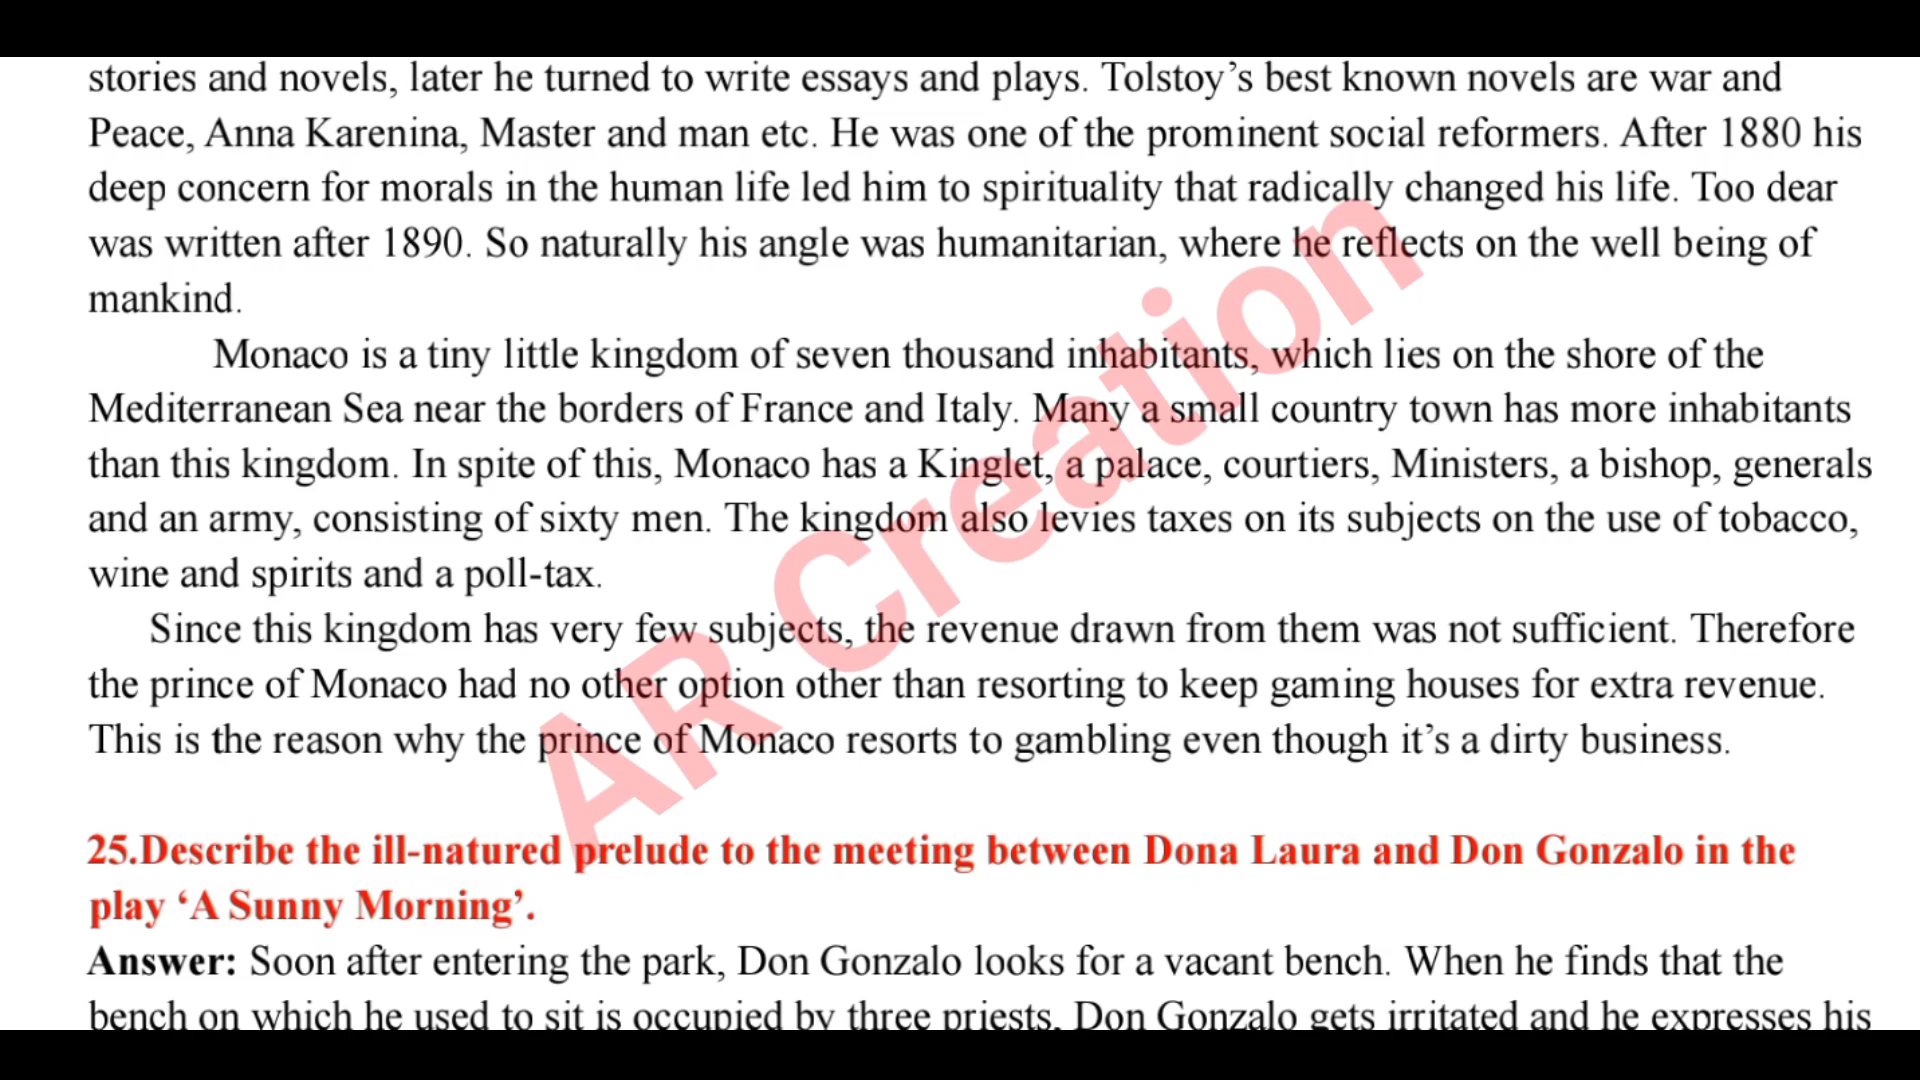 stories and novels, later he turned to write essays and plays. Tolstoy’s best known novels are war and
Peace, Anna Karenina, Master and man etc. He was one of the prominent social reformers. After 1880 his
deep concern for morals in the human life led him to spirituality that radically changed his life. Too dear
was written after 1890. So naturally his angle was humanitarian, where he reflects on the well being of
mankind.
Monaco is a tiny little kingdom of seven thousand inhabitants, which lies on the shore of the
Mediterranean Sea near the borders of France and Italy. Many a small country town has more inhabitants
than this kingdom. In spite of this, Monaco has a Kinglet, a palace, courtiers, Ministers, a bishop, generals
and an army, consisting of sixty men. The kingdom also levies taxes on its subjects on the use of tobacco,
wine and spirits and a poll-tax.
Since this kingdom has very few subjects, the revenue drawn from them was not sufficient. Therefore
the prince of Monaco had no other option other than resorting to keep gaming houses for extra revenue.
This is the reason why the prince of Monaco resorts to gambling even though it’s a dirty business.
25.Describe the ill-natured prelude to the meeting between Dona Laura and Don Gonzalo in the
play ‘A Sunny Morning’.
Answer: Soon after entering the park, Don Gonzalo looks for a vacant bench. When he finds that the
bench on which he used to sit is occupied by three priests, Don Gonzalo gets irritated and he expresses his
AR Creation